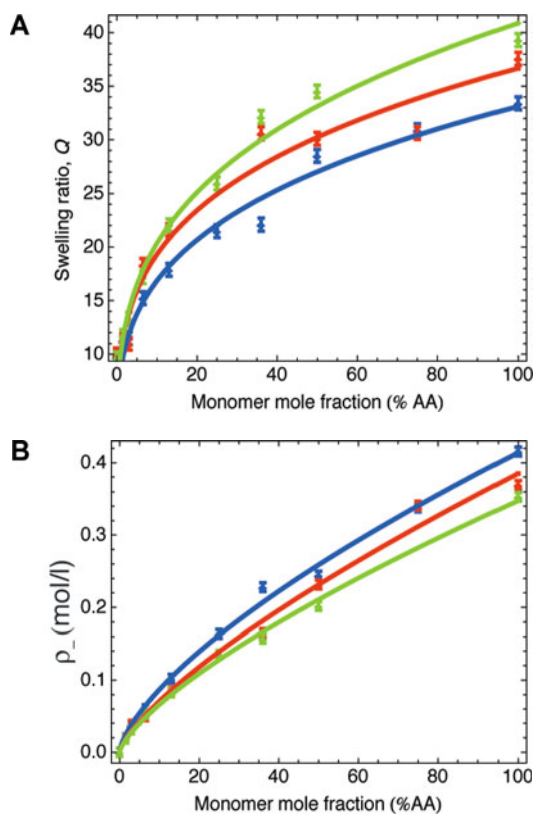 A
Swelling ratio, Q
40
35
30
25
20
15
10
0 20 40 60 80 100
Monomer mole fraction (% AA)
B
ρ_ (mol/l)
0.4
0.3
0.2
0.1
0.0
0 20 40 60 80 100
Monomer mole fraction (%AA)